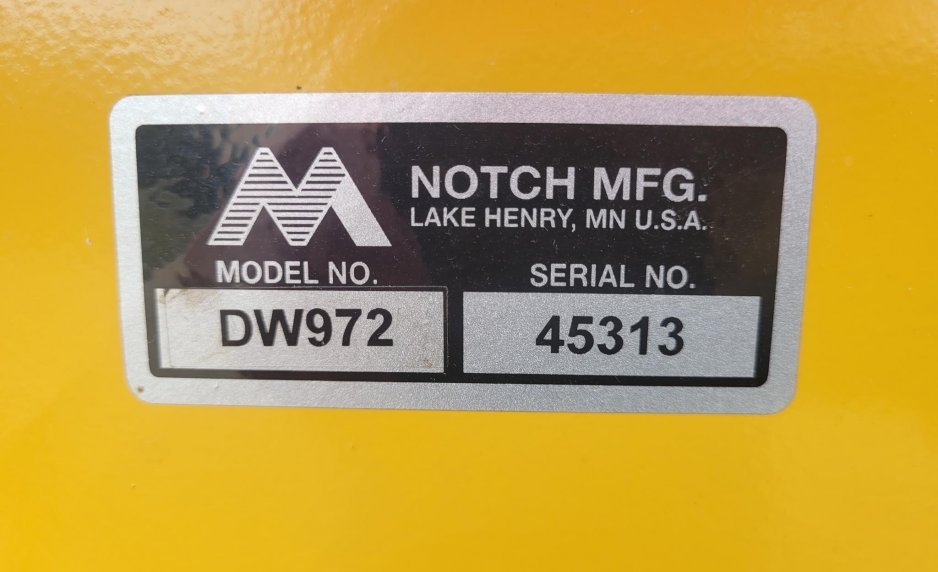 NOTCH MFG.
LAKE HENRY, MN U.S.A.
MODEL NO. SERIAL NO.
DW972 45313